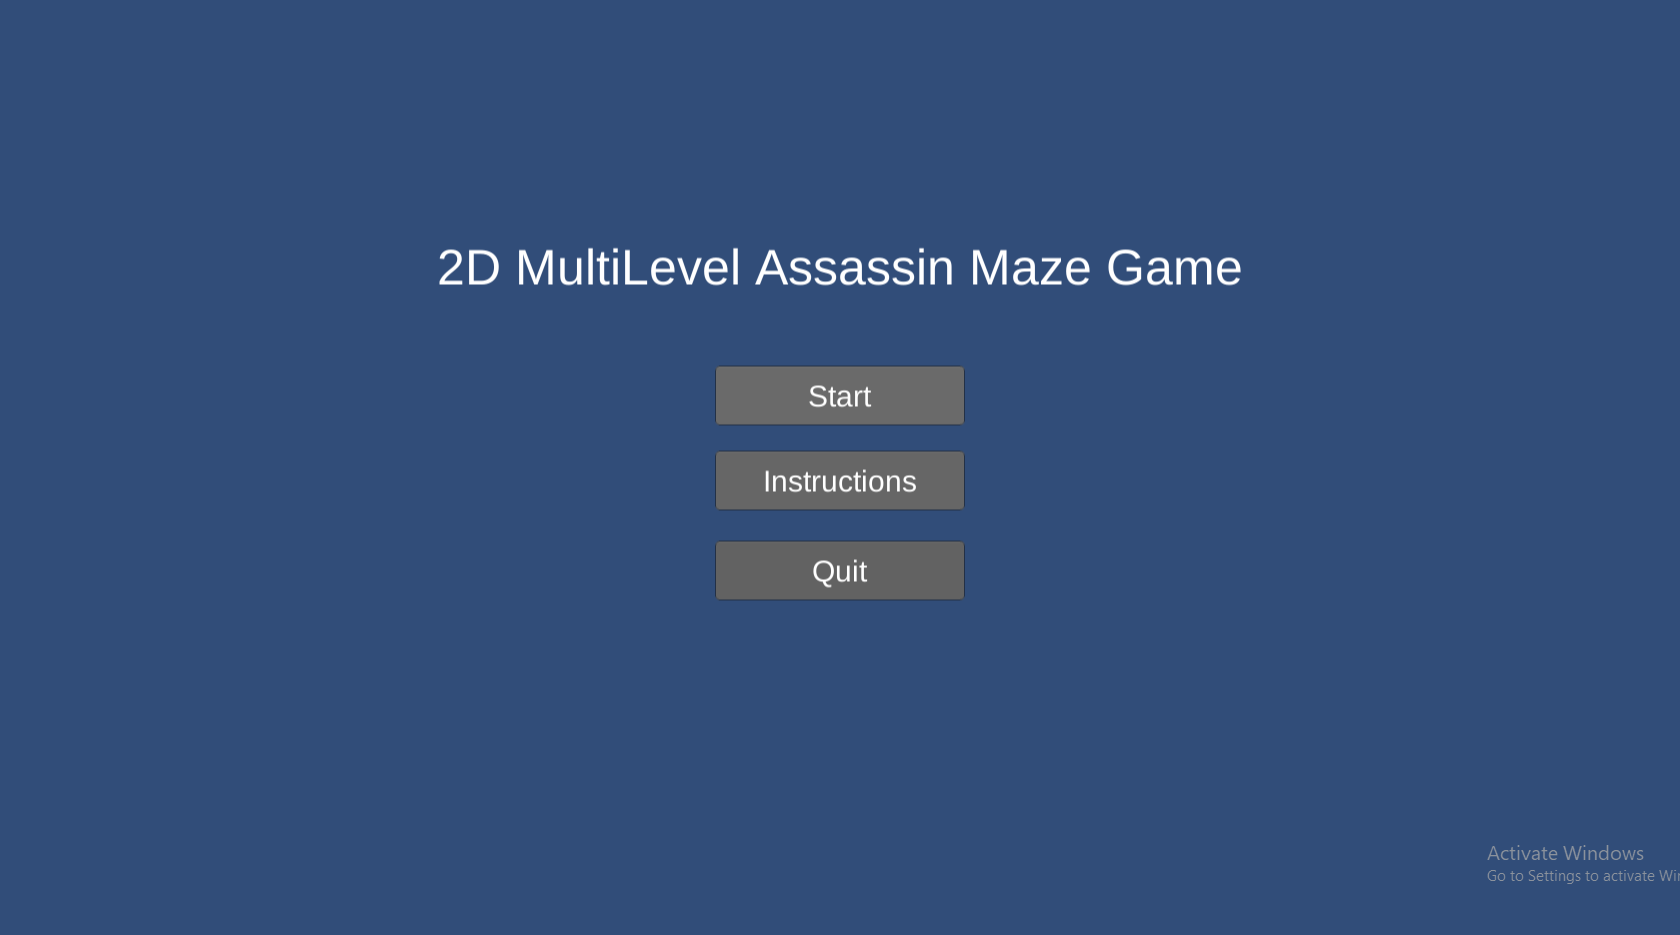 2D MultiLevel Assassin Maze Game
Start
Instructions
Quit
Activate Windows
Go to Settings to activate